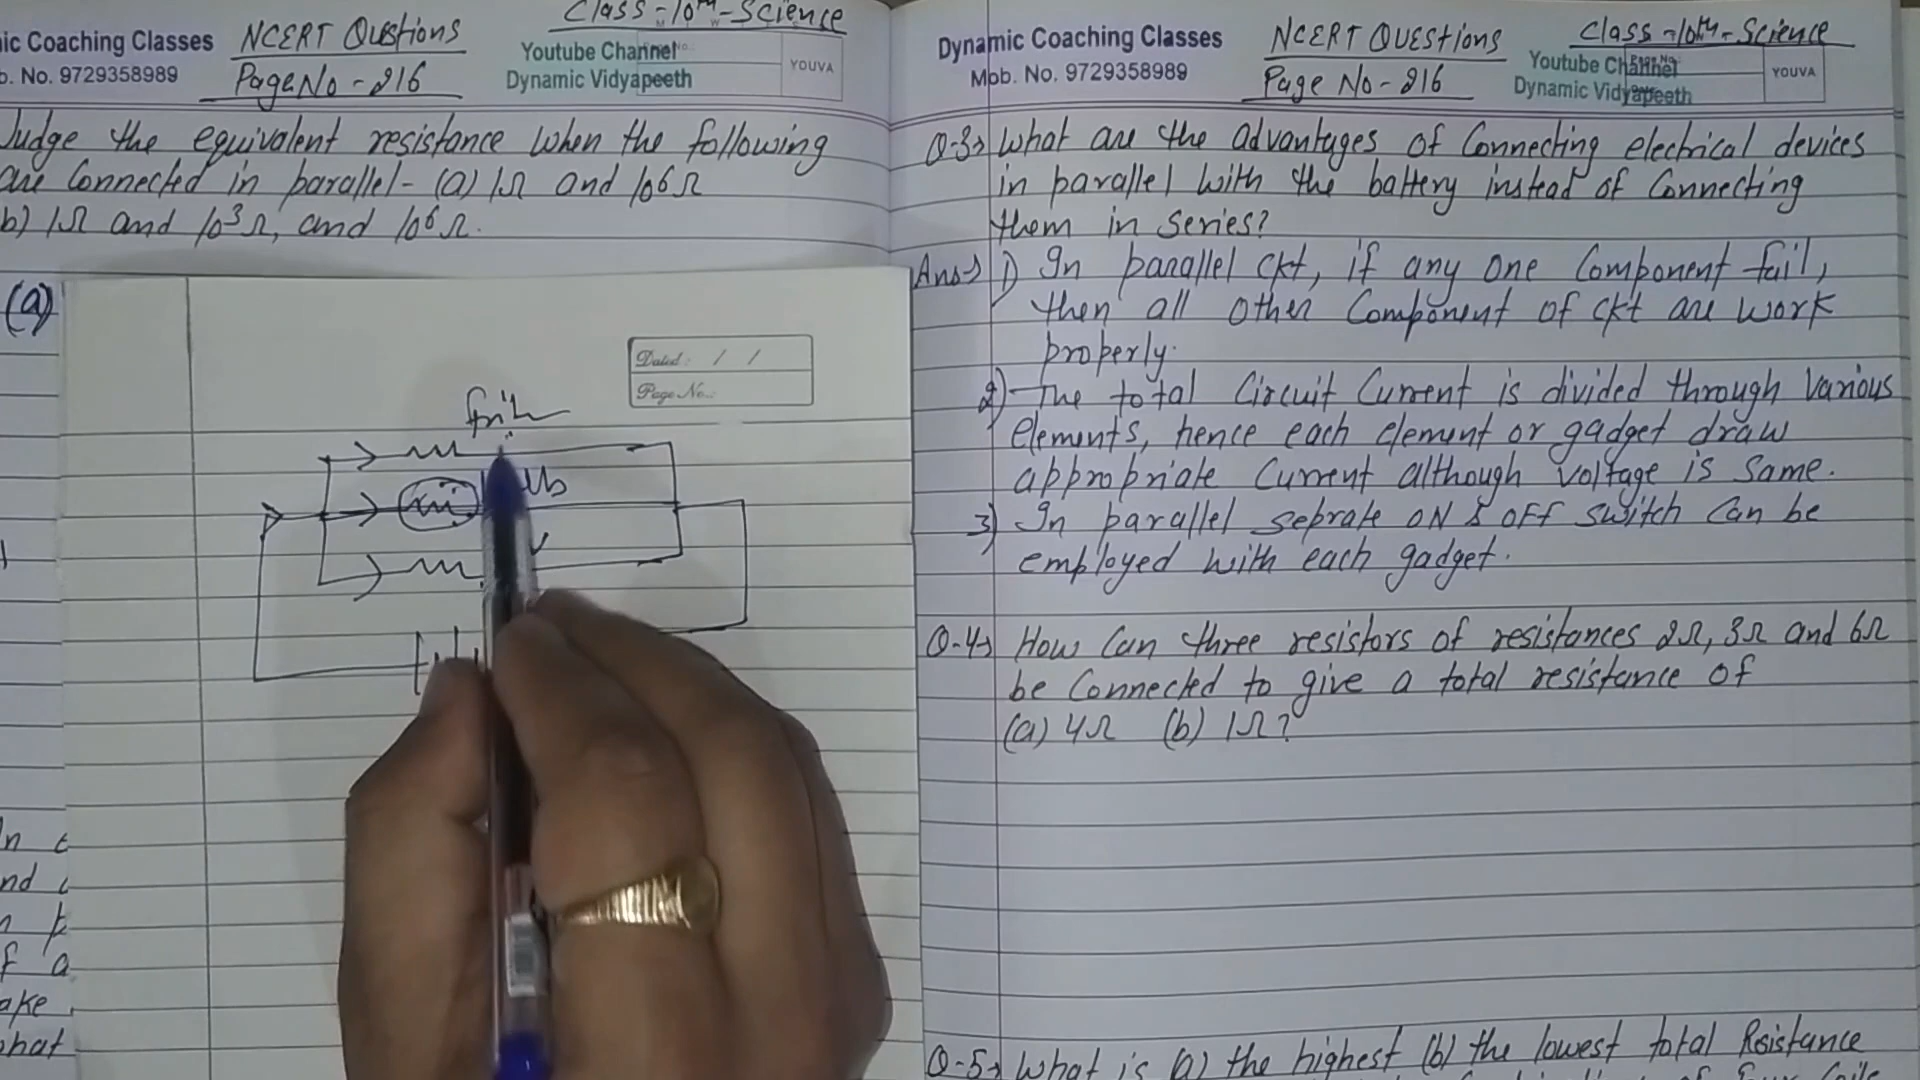 ic Coaching Classes
b. No. 9729358989
NCERT Questions
Page No - 216
Class - 10th - Science
Youtube Channel
Dynamic Vidyapeeth
YOUVA
Judge the equivalent resistance when the following
are Connected in parallel - (a) 1Ω and 106Ω
b) 1Ω and 10³Ω, and 10⁶Ω.
(a)
Dated: / /
Page No.:
nd
f a
ake
hat
Dynamic Coaching Classes
Mob. No. 9729358989
NCERT QUEstions
Page No - 216
Class - 10th - Science
Youtube Channel
Dynamic Vidyapeeth
YOUVA
Q-3→ What are the advantages of Connecting electrical devices
in parallel with the battery instead of Connecting
them in Series?
Ans→ 1) In parallel ckt, if any one Component fail,
then all other Component of ckt are work
properly.
2) The total Circuit Current is divided through various
elements, hence each element or gadget draw
appropriate Current although voltage is same.
3) In parallel seprate ON & OFF switch can be
employed with each gadget.
Q-4→ How Can three resistors of resistances 2Ω, 3Ω and 6Ω
be Connected to give a total resistance of
(a) 4Ω (b) 1Ω?
Q-5→ What is (a) the highest (b) the lowest total Resistance